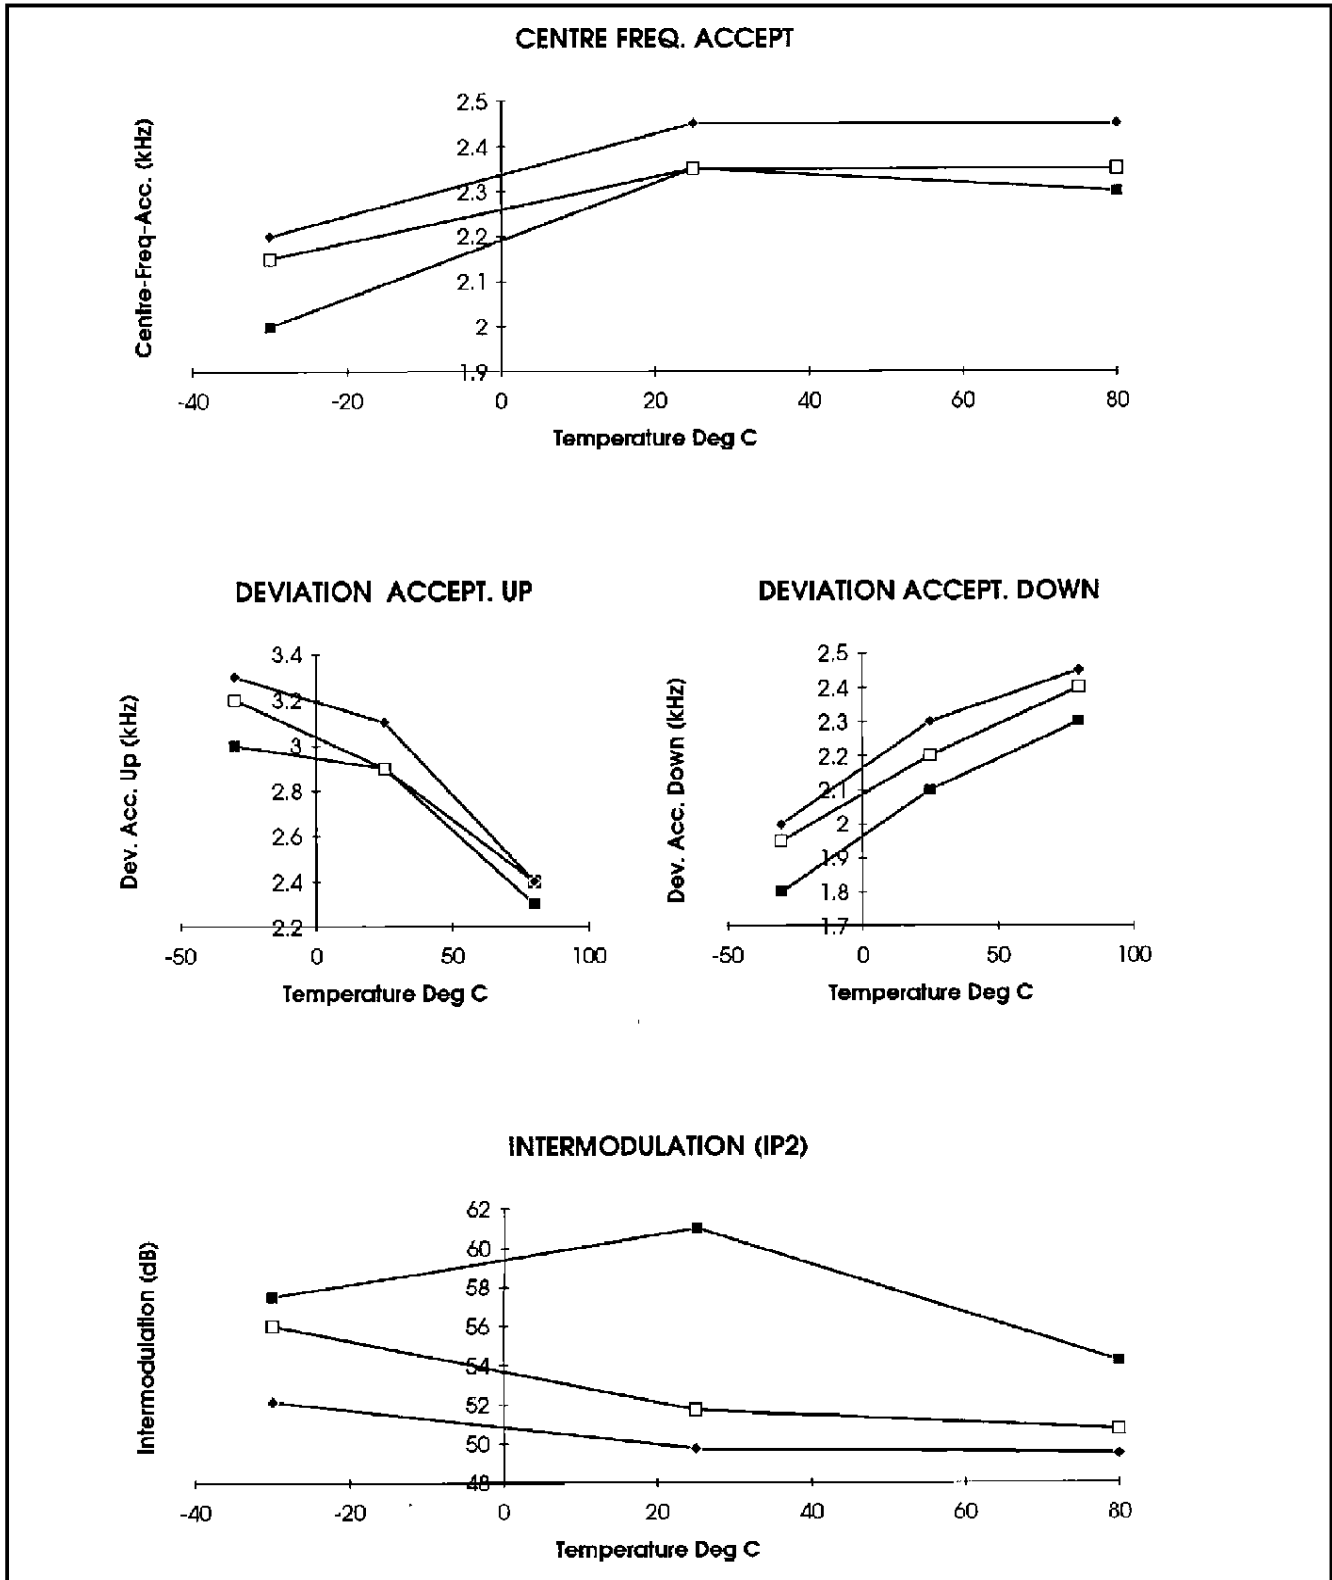 CENTRE FREQ. ACCEPT
Centre-Freq-Acc. (kHz)
2.5
2.4
2.3
2.2
2.1
2
1.9
-40 -20 0 20 40 60 80
Temperature Deg C
DEVIATION ACCEPT. UP
Dev. Acc. Up (kHz)
3.4
3.2
3
2.8
2.6
2.4
2.2
-50 0 50 100
Temperature Deg C
DEVIATION ACCEPT. DOWN
Dev. Acc. Down (kHz)
2.5
2.4
2.3
2.2
2.1
2
1.9
1.8
1.7
-50 0 50 100
Temperature Deg C
INTERMODULATION (IP2)
Intermodulation (dB)
62
60
58
56
54
52
50
48
-40 -20 0 20 40 60 80
Temperature Deg C